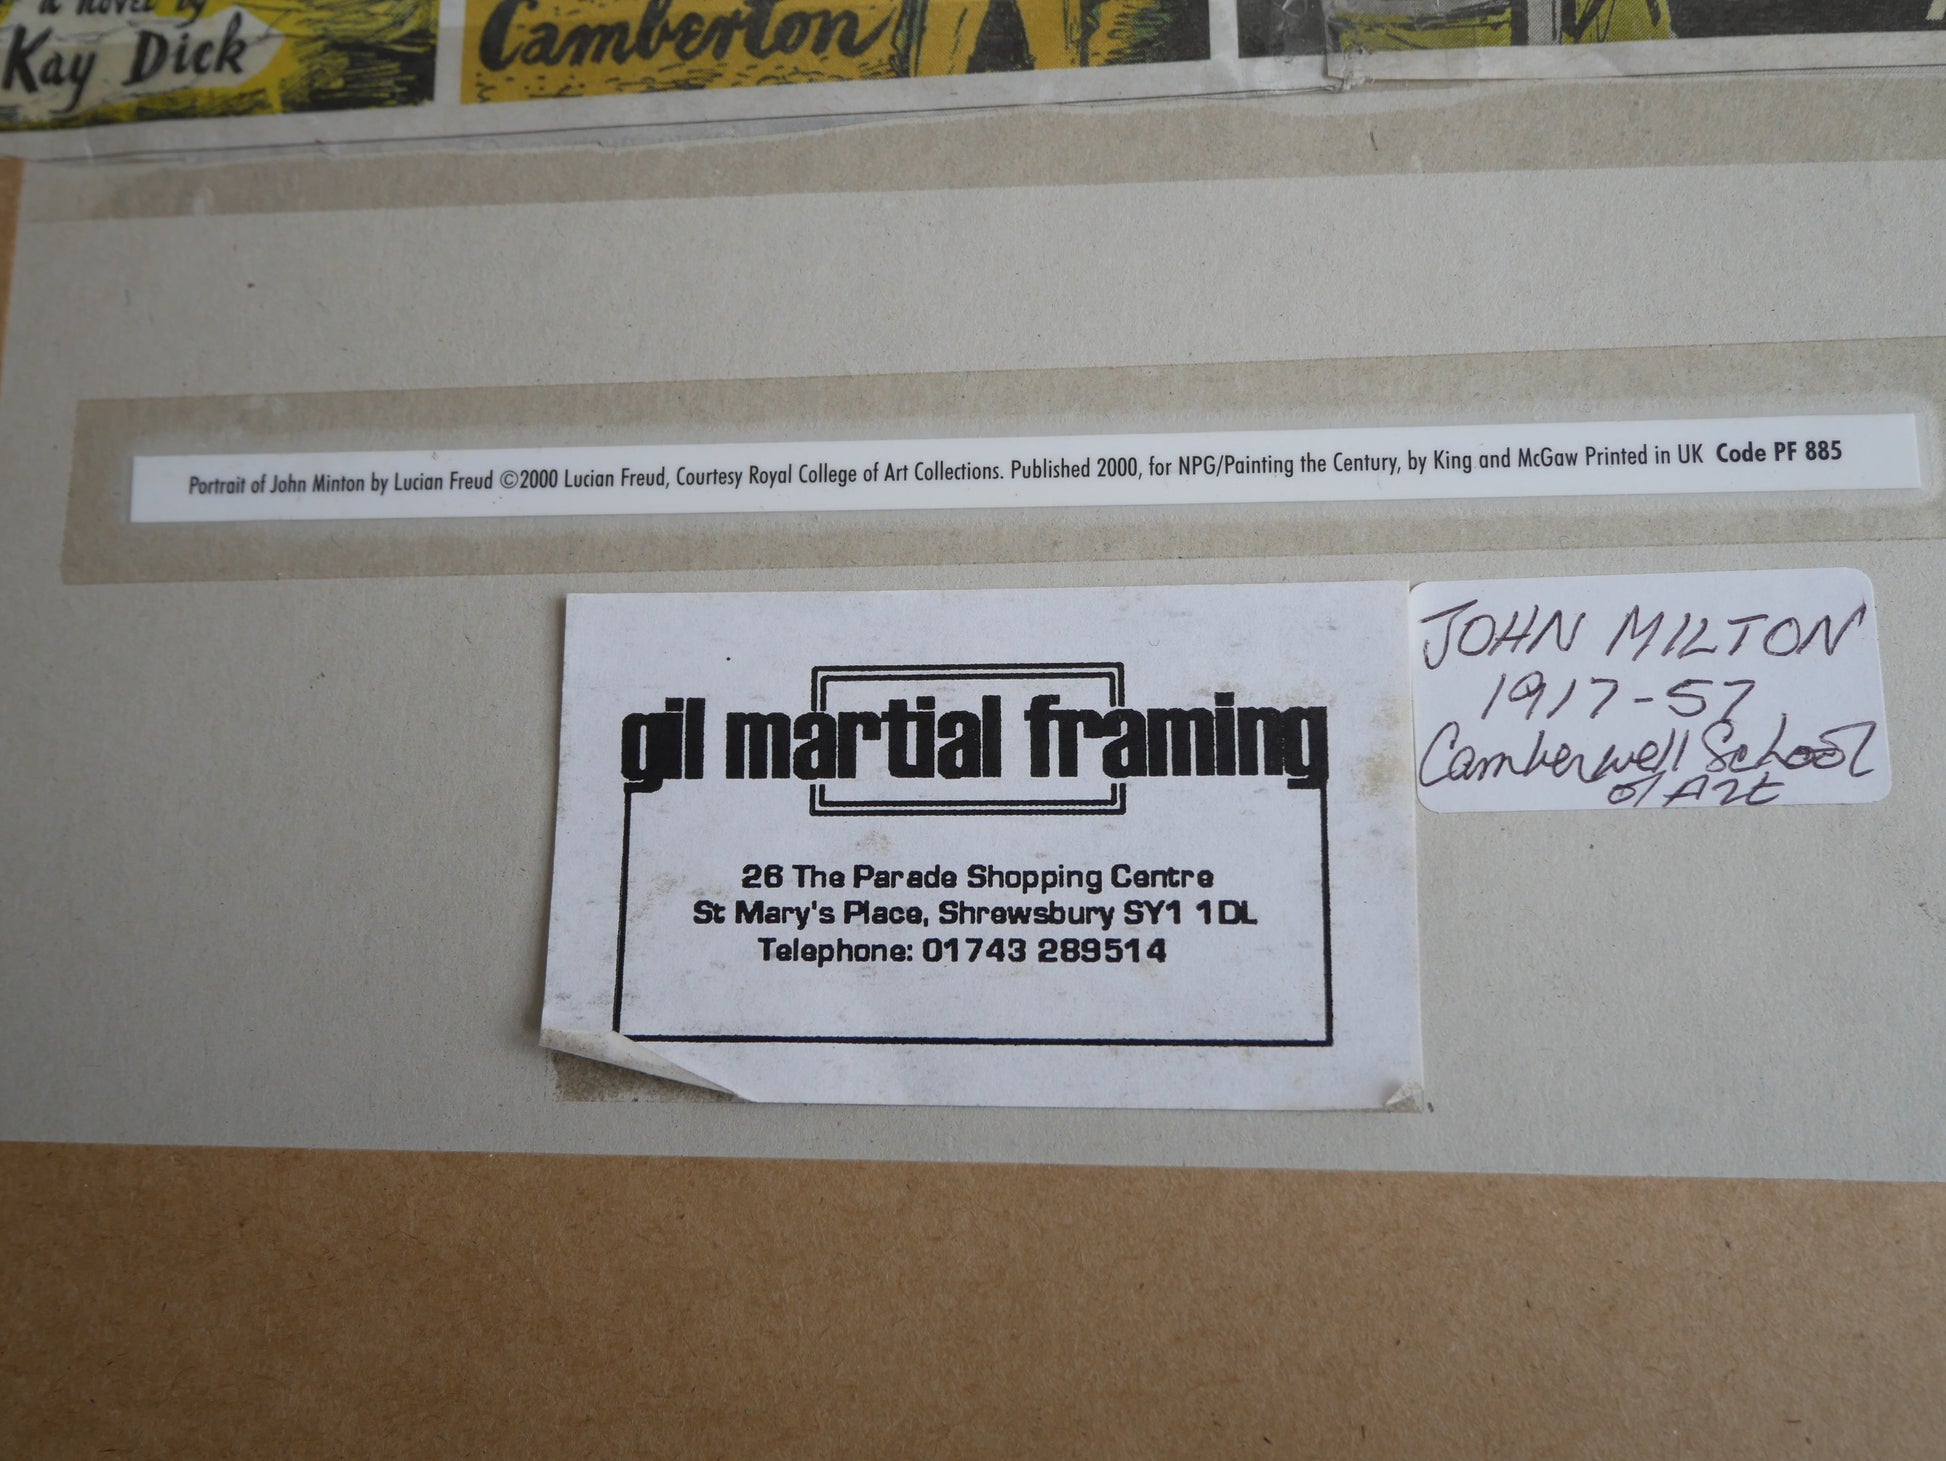 a novel by
Kay Dick
Camberton
Portrait of John Minton by Lucian Freud ©2000 Lucian Freud, Courtesy Royal College of Art Collections. Published 2000, for NPG/Painting the Century, by King and McGaw Printed in UK Code PF 885
gil martial framing
26 The Parade Shopping Centre
St Mary's Place, Shrewsbury SY1 1DL
Telephone: 01743 289514
JOHN MILTON
1917-57
Camberwell School
of Art